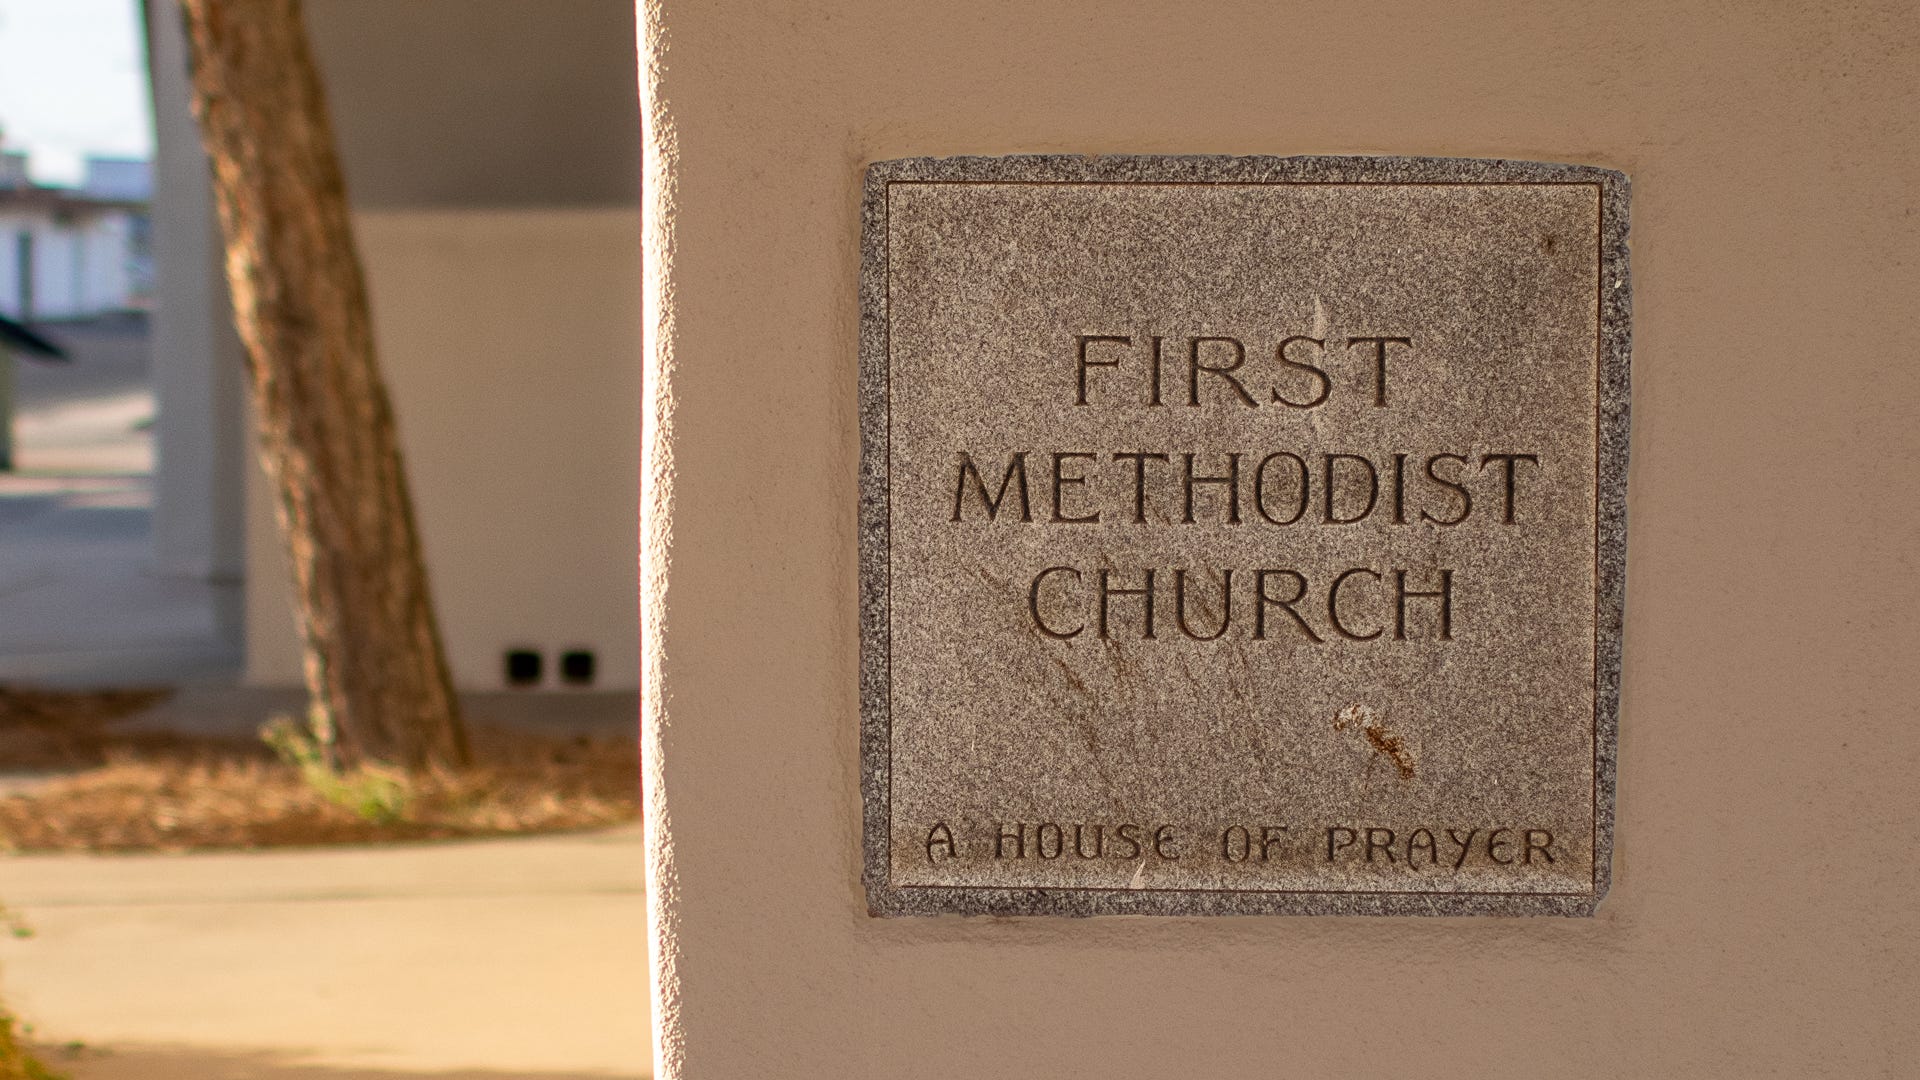 FIRST
METHODIST
CHURCH
A HOUSE OF PRAYER